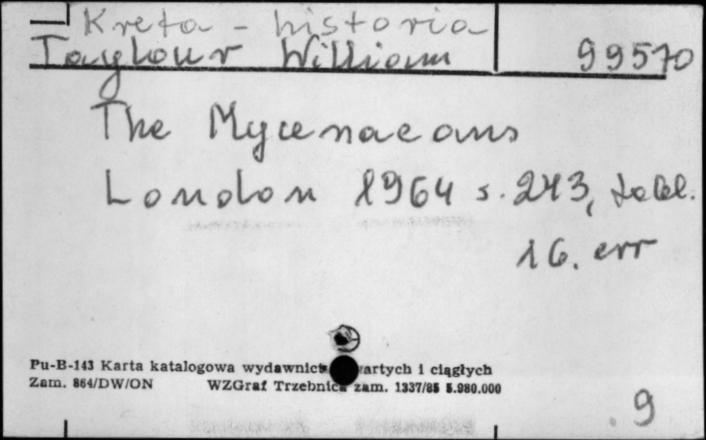 Kreta - historia
Taylour William 99570
The Mycenaeans
London 1964 s. 243, tabl.
16. err
Pu-B-143 Karta katalogowa wydawnictw zwartych i ciągłych
Zam. 864/DW/ON WZGraf Trzebnica zam. 1337/85 5.980.000
9